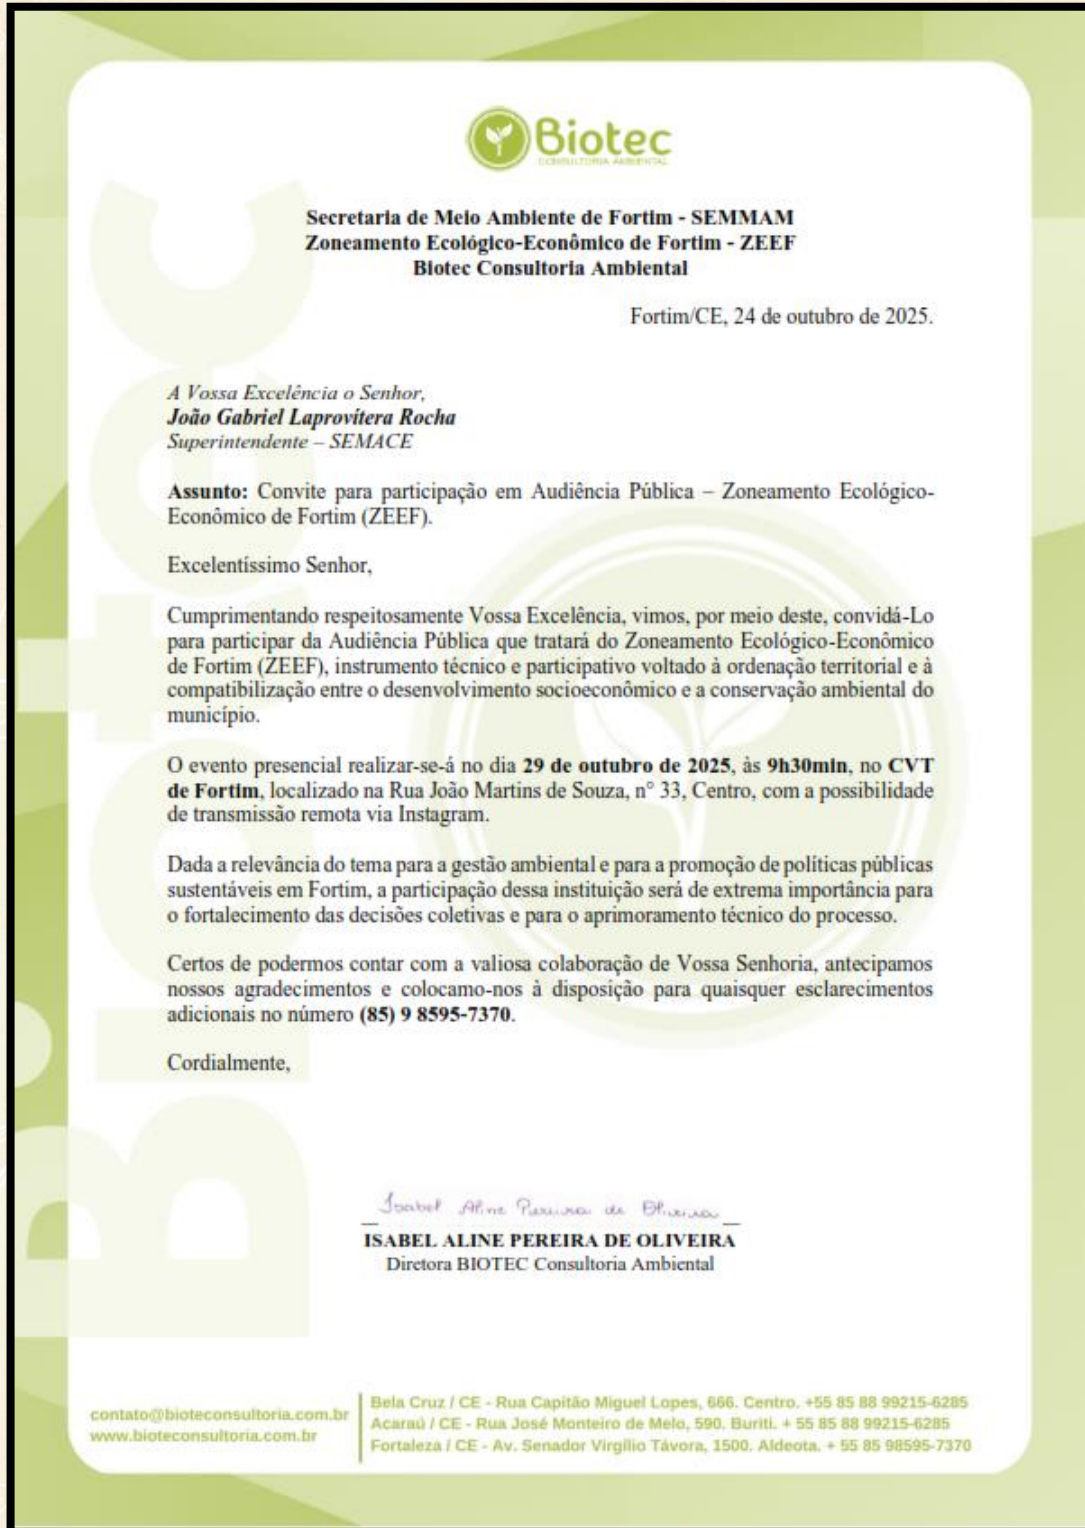 Biotec
CONSULTORIA AMBIENTAL
Secretaria de Meio Ambiente de Fortim - SEMMAM
Zoneamento Ecológico-Econômico de Fortim - ZEEF
Biotec Consultoria Ambiental
Fortim/CE, 24 de outubro de 2025.
A Vossa Excelência o Senhor,
João Gabriel Laprovítera Rocha
Superintendente – SEMACE
Assunto: Convite para participação em Audiência Pública – Zoneamento Ecológico-
Econômico de Fortim (ZEEF).
Excelentíssimo Senhor,
Cumprimentando respeitosamente Vossa Excelência, vimos, por meio deste, convidá-Lo
para participar da Audiência Pública que tratará do Zoneamento Ecológico-Econômico
de Fortim (ZEEF), instrumento técnico e participativo voltado à ordenação territorial e à
compatibilização entre o desenvolvimento socioeconômico e a conservação ambiental do
município.
O evento presencial realizar-se-á no dia 29 de outubro de 2025, às 9h30min, no CVT
de Fortim, localizado na Rua João Martins de Souza, n° 33, Centro, com a possibilidade
de transmissão remota via Instagram.
Dada a relevância do tema para a gestão ambiental e para a promoção de políticas públicas
sustentáveis em Fortim, a participação dessa instituição será de extrema importância para
o fortalecimento das decisões coletivas e para o aprimoramento técnico do processo.
Certos de podermos contar com a valiosa colaboração de Vossa Senhoria, antecipamos
nossos agradecimentos e colocamo-nos à disposição para quaisquer esclarecimentos
adicionais no número (85) 9 8595-7370.
Cordialmente,
Isabel Aline Pereira de Oliveira
ISABEL ALINE PEREIRA DE OLIVEIRA
Diretora BIOTEC Consultoria Ambiental
contato@bioteconsultoria.com.br
www.bioteconsultoria.com.br
Bela Cruz / CE - Rua Capitão Miguel Lopes, 666. Centro. +55 85 88 99215-6285
Acaraú / CE - Rua José Monteiro de Melo, 590. Buriti. + 55 85 88 99215-6285
Fortaleza / CE - Av. Senador Virgílio Távora, 1500. Aldeota. + 55 85 98595-7370
Biotec